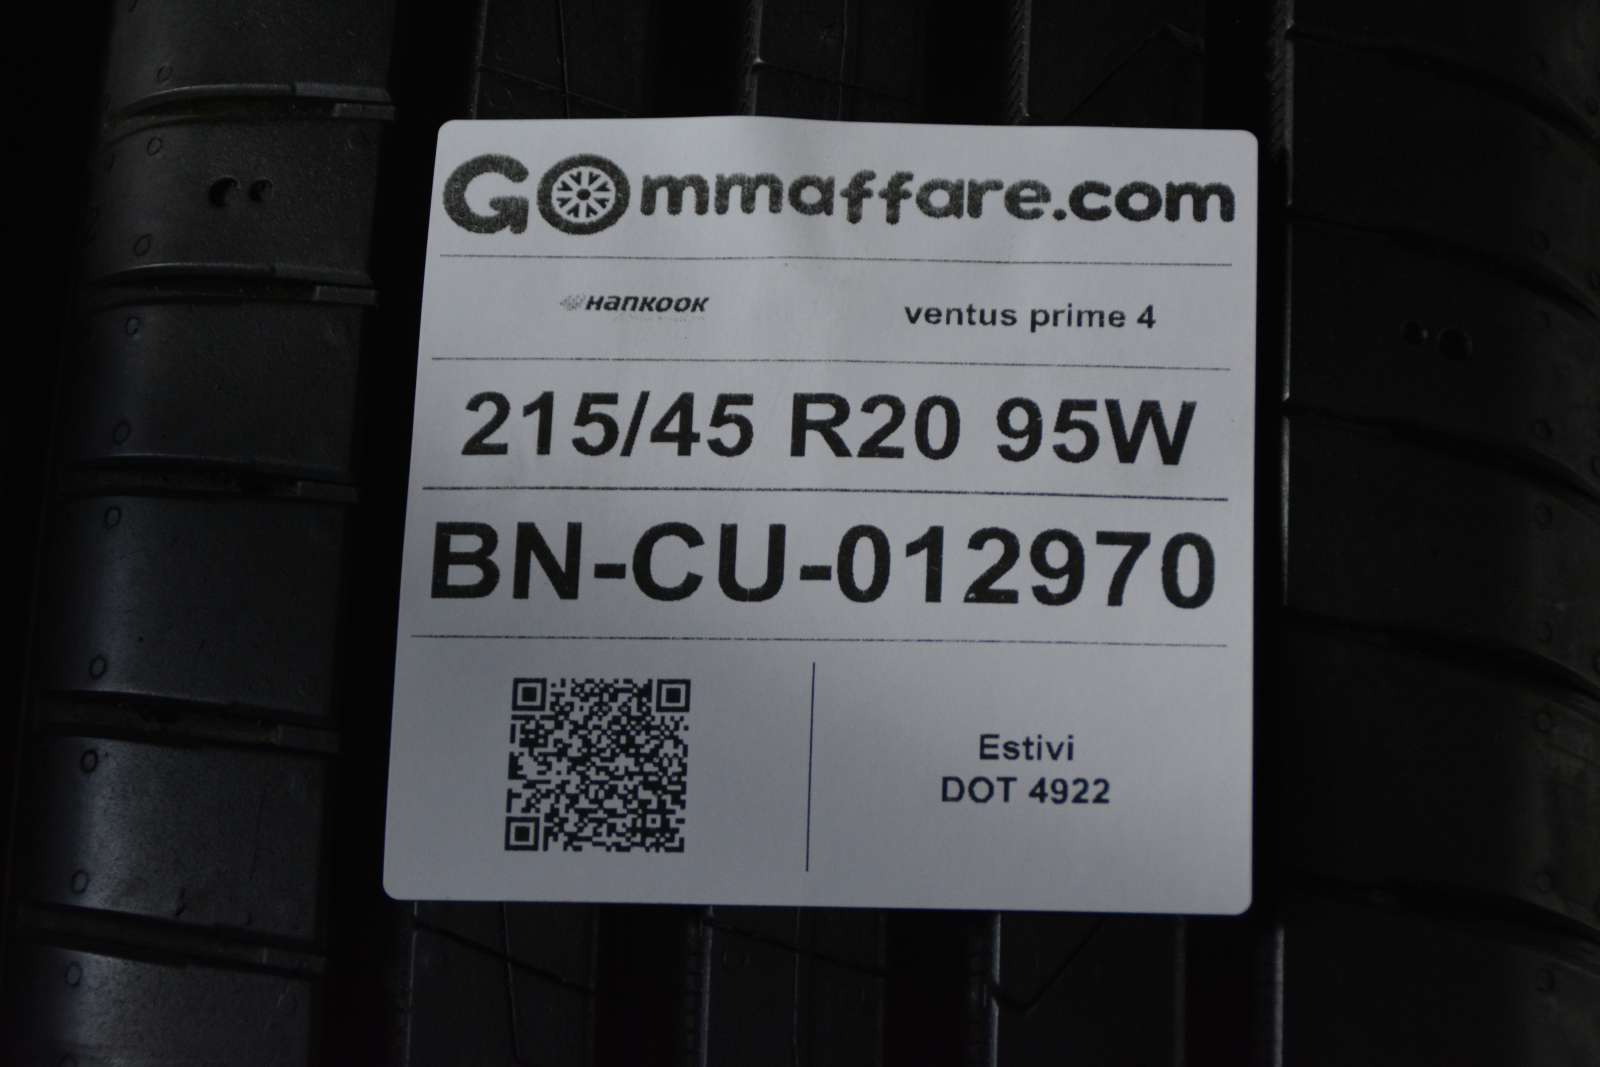 GOmmaffare.com
Hankook
ventus prime 4
215/45 R20 95W
BN-CU-012970
Estivi
DOT 4922